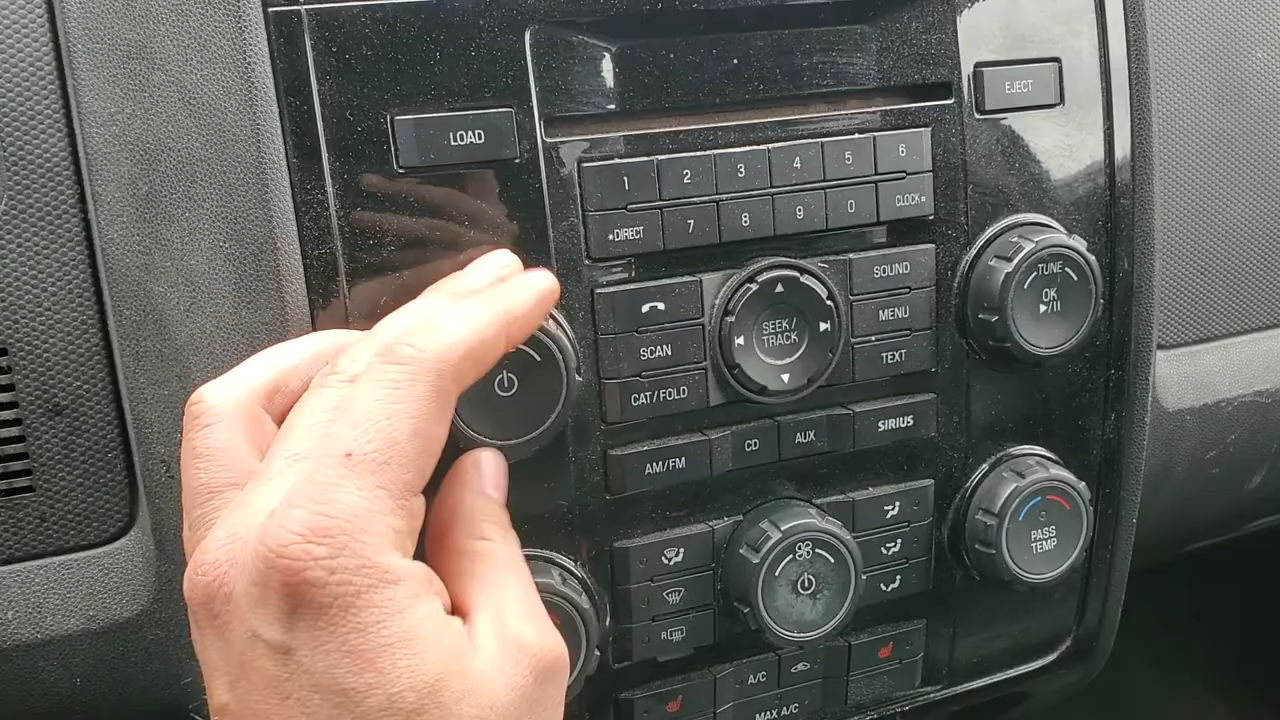 EJECT
LOAD
1 2 3 4 5 6
*DIRECT 7 8 9 0 CLOCK
SOUND
TUNE
OK
SEEK/
TRACK
MENU
SCAN
TEXT
CAT/FOLD
AM/FM CD AUX SIRIUS
PASS
TEMP
R
A/C
MAX A/C